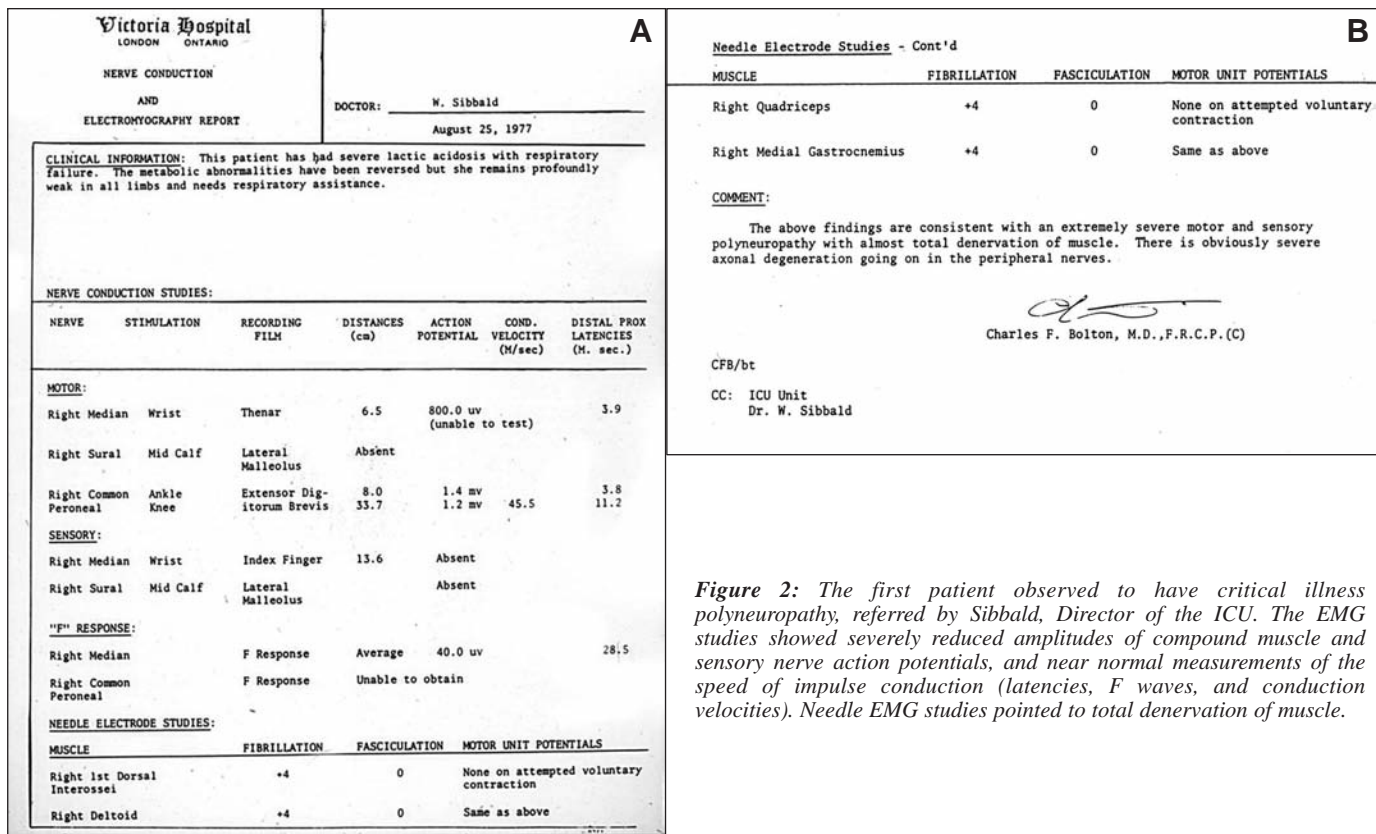 Victoria Hospital
LONDON ONTARIO
NERVE CONDUCTION
AND
ELECTROMYOGRAPHY REPORT
A
DOCTOR: W. Sibbald
August 25, 1977
CLINICAL INFORMATION: This patient has had severe lactic acidosis with respiratory
failure. The metabolic abnormalities have been reversed but she remains profoundly
weak in all limbs and needs respiratory assistance.
NERVE CONDUCTION STUDIES:
NERVE STIMULATION RECORDING DISTANCES ACTION COND. DISTAL PROX
FILM (cm) POTENTIAL VELOCITY LATENCIES
(M/sec) (M. sec.)
MOTOR:
Right Median Wrist Thenar 6.5 800.0 uv 3.9
(unable to test)
Right Sural Mid Calf Lateral Absent
Malleolus
Right Common Ankle Extensor Dig- 8.0 1.4 mv 3.8
Peroneal Knee itorum Brevis 33.7 1.2 mv 45.5 11.2
SENSORY:
Right Median Wrist Index Finger 13.6 Absent
Right Sural Mid Calf Lateral Absent
Malleolus
"F" RESPONSE:
Right Median F Response Average 40.0 uv 28.5
Right Common F Response Unable to obtain
Peroneal
NEEDLE ELECTRODE STUDIES:
MUSCLE FIBRILLATION FASCICULATION MOTOR UNIT POTENTIALS
Right 1st Dorsal +4 0 None on attempted voluntary
Interossei contraction
Right Deltoid +4 0 Same as above
B
Needle Electrode Studies - Cont'd
MUSCLE FIBRILLATION FASCICULATION MOTOR UNIT POTENTIALS
Right Quadriceps +4 0 None on attempted voluntary
contraction
Right Medial Gastrocnemius +4 0 Same as above
COMMENT:
The above findings are consistent with an extremely severe motor and sensory
polyneuropathy with almost total denervation of muscle. There is obviously severe
axonal degeneration going on in the peripheral nerves.
Charles F. Bolton, M.D.,F.R.C.P.(C)
CFB/bt
CC: ICU Unit
Dr. W. Sibbald
Figure 2: The first patient observed to have critical illness
polyneuropathy, referred by Sibbald, Director of the ICU. The EMG
studies showed severely reduced amplitudes of compound muscle and
sensory nerve action potentials, and near normal measurements of the
speed of impulse conduction (latencies, F waves, and conduction
velocities). Needle EMG studies pointed to total denervation of muscle.